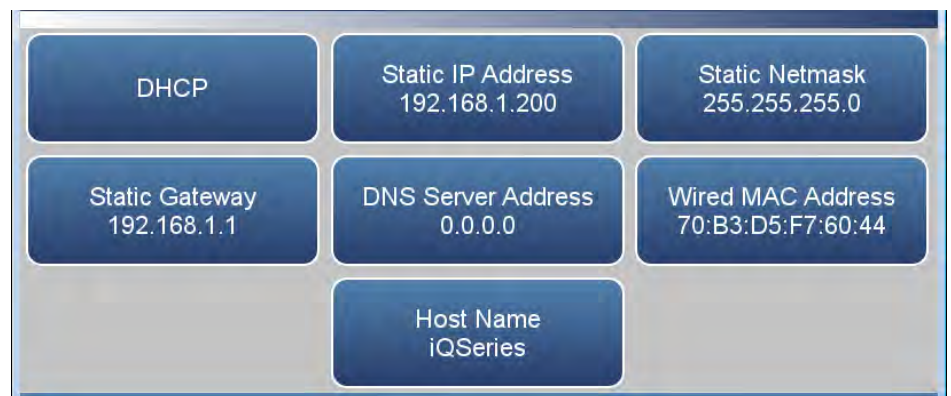 DHCP
Static IP Address
192.168.1.200
Static Netmask
255.255.255.0
Static Gateway
192.168.1.1
DNS Server Address
0.0.0.0
Wired MAC Address
70:B3:D5:F7:60:44
Host Name
iQSeries